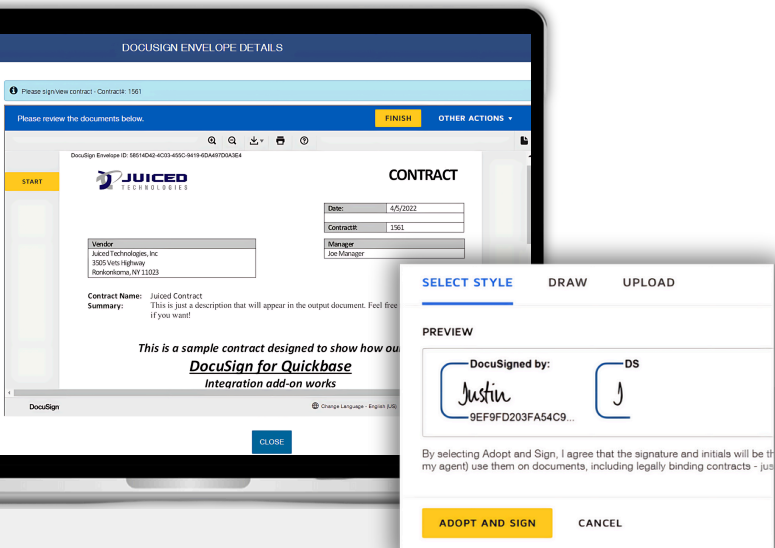 DOCUSIGN ENVELOPE DETAILS
Please sign/view contract - Contract#: 1561
Please review the documents below.
FINISH
OTHER ACTIONS
DocuSign Envelope ID: 58514D42-4C03-455C-9419-6DA497D0A3E4
START
JUICED
TECHNOLOGIES
CONTRACT
Date: 4/5/2022
Contract#: 1561
Vendor
Juiced Technologies, Inc
3505 Vets Highway
Ronkonkoma, NY 11023
Manager
Joe Manager
Contract Name: Juiced Contract
Summary: This is just a description that will appear in the output document. Feel free
if you want!
This is a sample contract designed to show how ou
DocuSign for Quickbase
Integration add-on works
DocuSign
Change Language - English (US)
CLOSE
SELECT STYLE
DRAW
UPLOAD
PREVIEW
DocuSigned by:
Justin
9EF9FD203FA54C9...
DS
J
By selecting Adopt and Sign, I agree that the signature and initials will be th
my agent) use them on documents, including legally binding contracts - jus
ADOPT AND SIGN
CANCEL